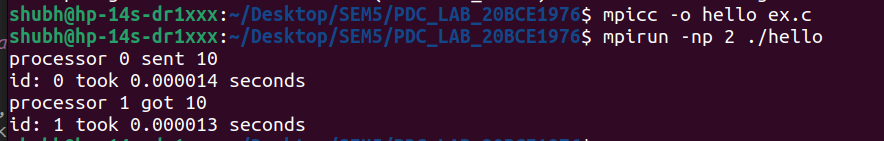 shubh@hp-14s-dr1xxx:~/Desktop/SEM5/PDC_LAB_20BCE1976$ mpicc -o hello ex.c
shubh@hp-14s-dr1xxx:~/Desktop/SEM5/PDC_LAB_20BCE1976$ mpirun -np 2 ./hello
processor 0 sent 10
id: 0 took 0.000014 seconds
processor 1 got 10
id: 1 took 0.000013 seconds